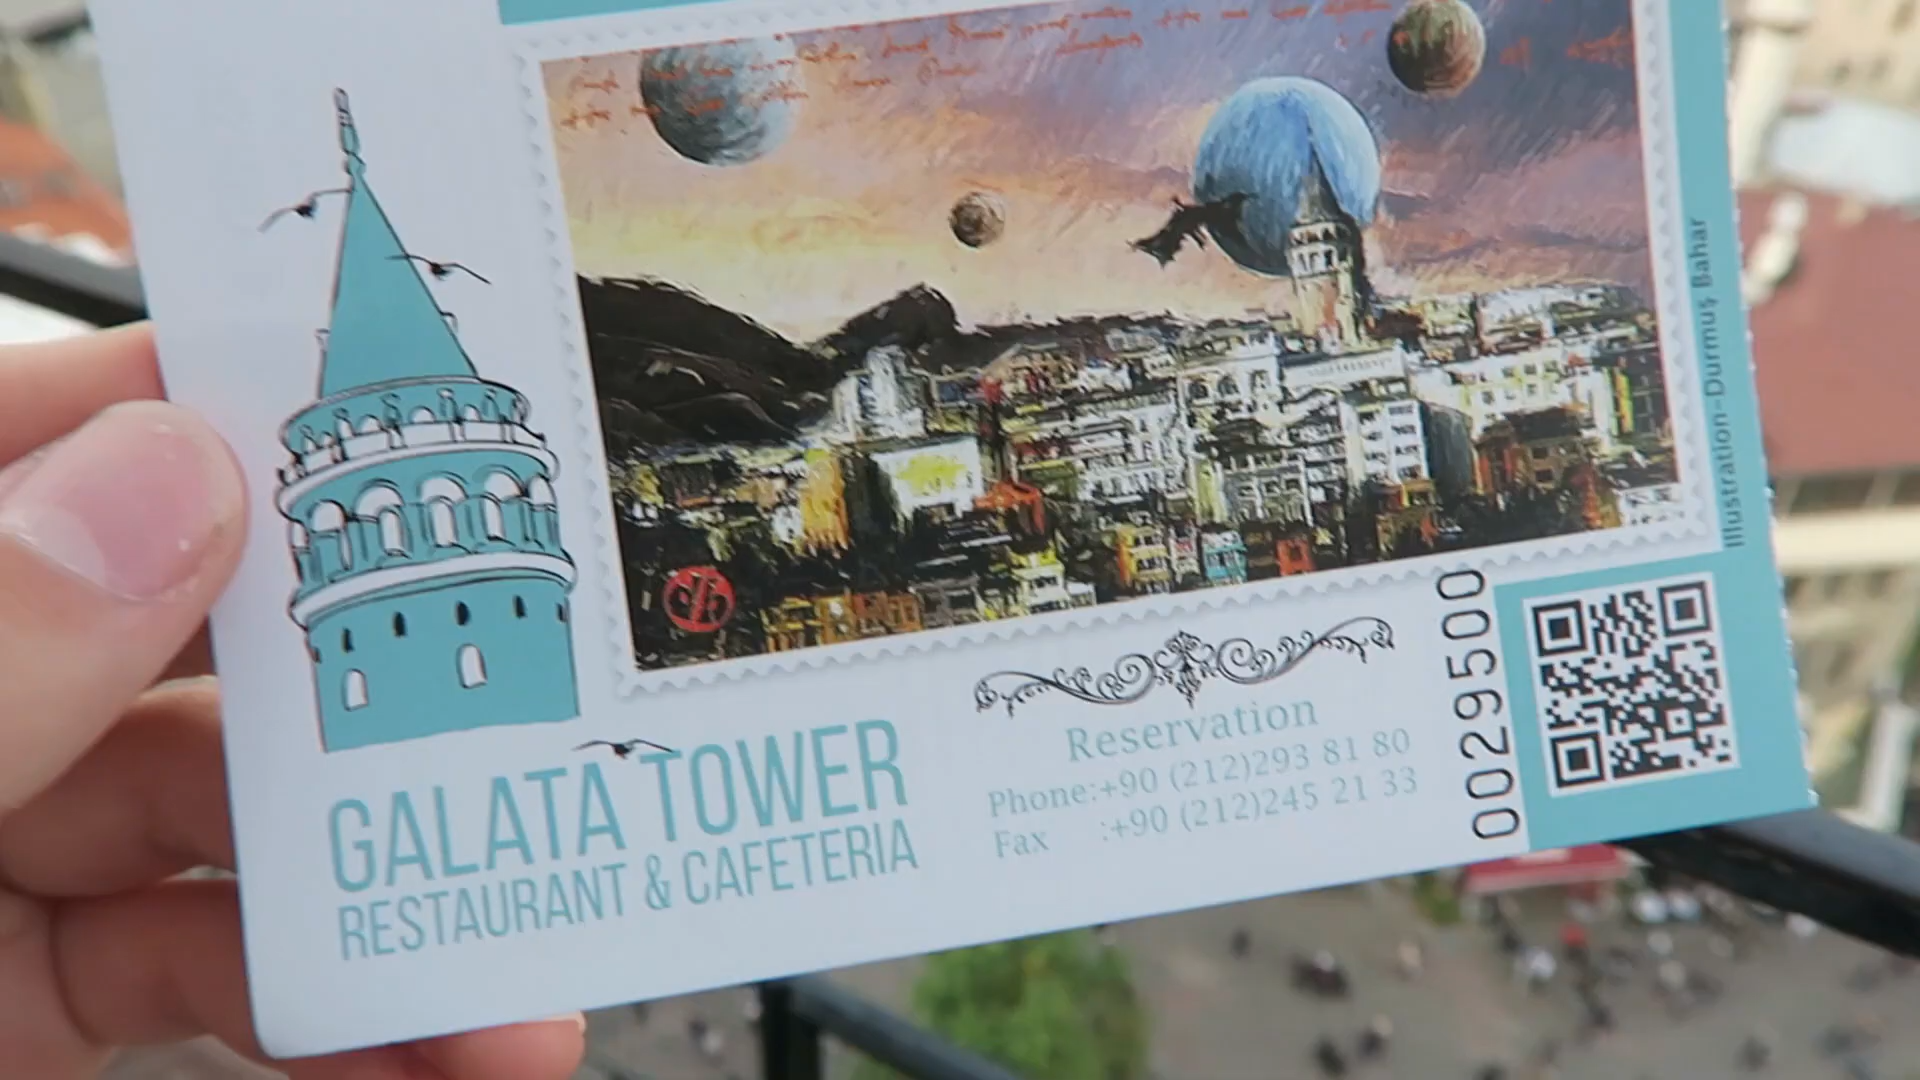 GALATA TOWER
RESTAURANT & CAFETERIA
Reservation
Phone:+90 (212)293 81 80
Fax :+90 (212)245 21 33
0029500
Illustration-Durmuş Bahar